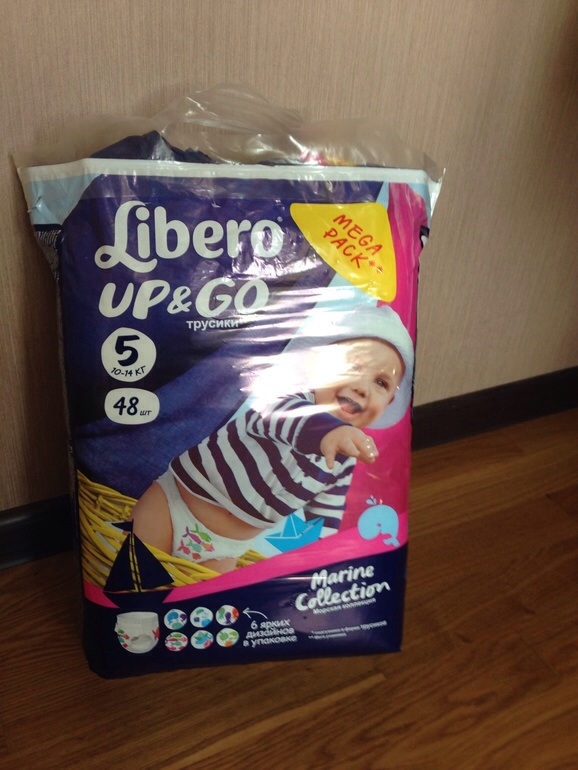 Libero
UP&GO
трусики
MEGA
PACK**
5
10-14 КГ
48 шт
Marine
Collection
Морская коллекция
6 ярких
дизайнов
в упаковке